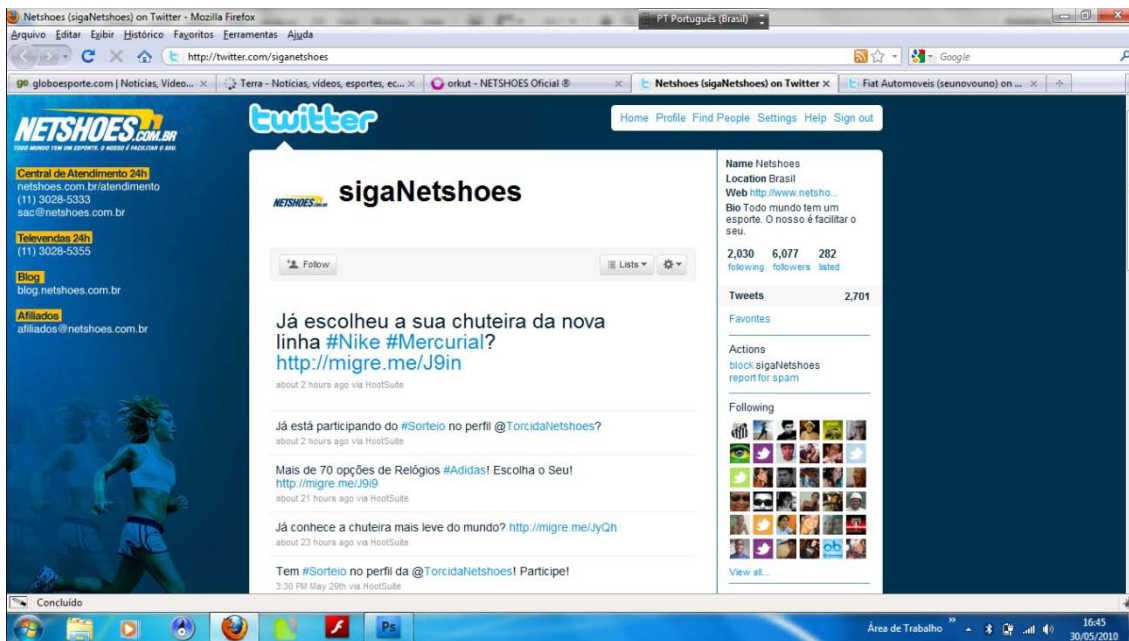 Netshoes (sigaNetshoes) on Twitter - Mozilla Firefox
PT Português (Brasil)
Arquivo Editar Exibir Histórico Favoritos Ferramentas Ajuda
http://twitter.com/siganetshoes
Google
globoesporte.com | Notícias, Vídeo...
Terra - Notícias, vídeos, esportes, ec...
orkut - NETSHOES Oficial ®
Netshoes (sigaNetshoes) on Twitter
Fiat Automoveis (seunovouno) on ...
NETSHOES.COM.BR
TODO MUNDO TEM UM ESPORTE. O NOSSO É FACILITAR O SEU.
Central de Atendimento 24h
netshoes.com.br/atendimento
(11) 3028-5333
sac@netshoes.com.br
Televendas 24h
(11) 3028-5355
Blog
blog.netshoes.com.br
Afiliados
afiliados@netshoes.com.br
twitter
Home Profile Find People Settings Help Sign out
NETSHOES
sigaNetshoes
Follow
Lists
Já escolheu a sua chuteira da nova
linha #Nike #Mercurial?
http://migre.me/J9in
about 2 hours ago via HootSuite
Já está participando do #Sorteio no perfil @TorcidaNetshoes?
about 2 hours ago via HootSuite
Mais de 70 opções de Relógios #Adidas! Escolha o Seu!
http://migre.me/J9i9
about 21 hours ago via HootSuite
Já conhece a chuteira mais leve do mundo? http://migre.me/JyQh
about 23 hours ago via HootSuite
Tem #Sorteio no perfil da @TorcidaNetshoes! Participe!
3:30 PM May 29th via HootSuite
Name Netshoes
Location Brasil
Web http://www.netsho...
Bio Todo mundo tem um
esporte. O nosso é facilitar o
seu.
2,030 6,077 282
following followers listed
Tweets 2,701
Favorites
Actions
block sigaNetshoes
report for spam
Following
ob
View all...
Concluído
Ps
Área de Trabalho
16:45
30/05/2010